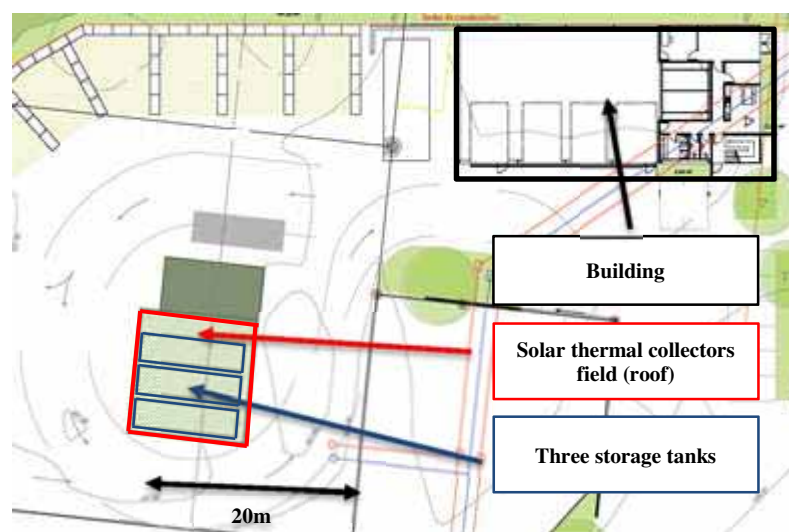 Building
Solar thermal collectors
field (roof)
Three storage tanks
20m